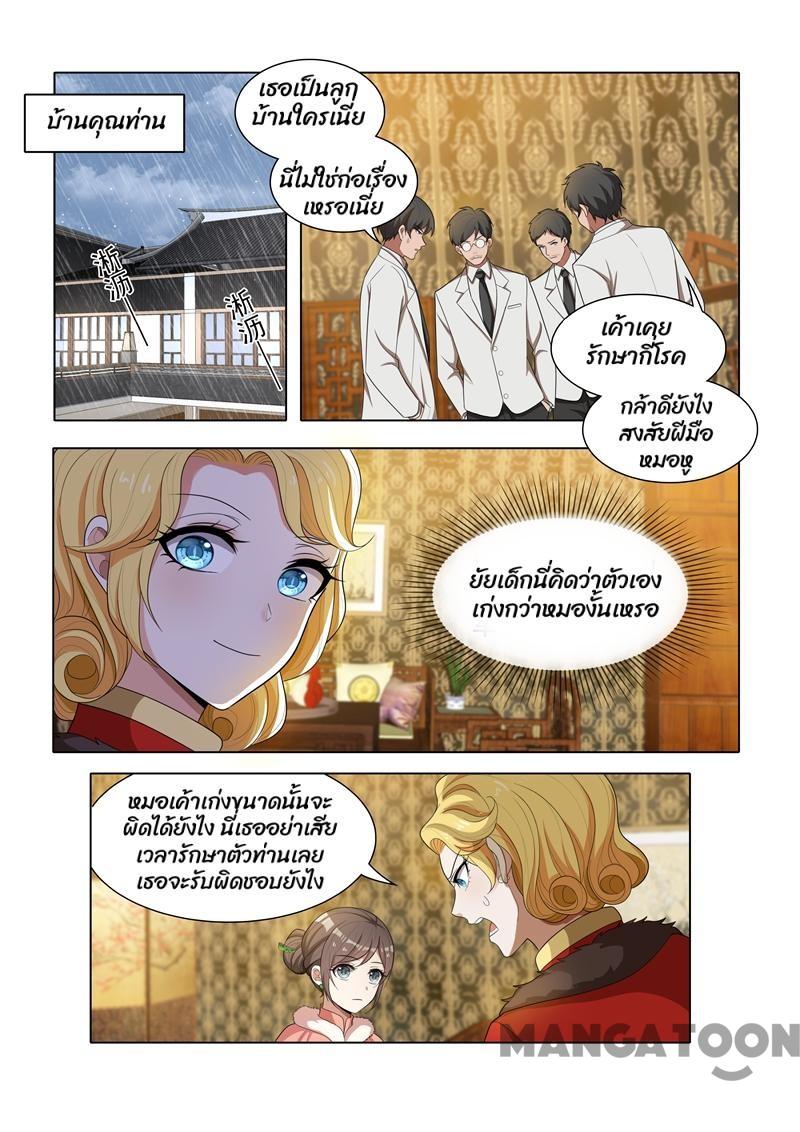 บ้านคุณท่าน
เธอเป็นลูก
บ้านใครเนี่ย
นี่ไม่ใช่ก่อเรื่อง
เหรอเนี่ย
淅沥
淅沥
เค้าเคย
รักษากี่โรค
กล้าดียังไง
สงสัยฝีมือ
หมอหู
ยัยเด็กนี่คิดว่าตัวเอง
เก่งกว่าหมองั้นเหรอ
หมอเค้าเก่งขนาดนั้นจะ
ผิดได้ยังไง นี่เธออย่าเสีย
เวลารักษาตัวท่านเลย
เธอจะรับผิดชอบยังไง
MANGATOON